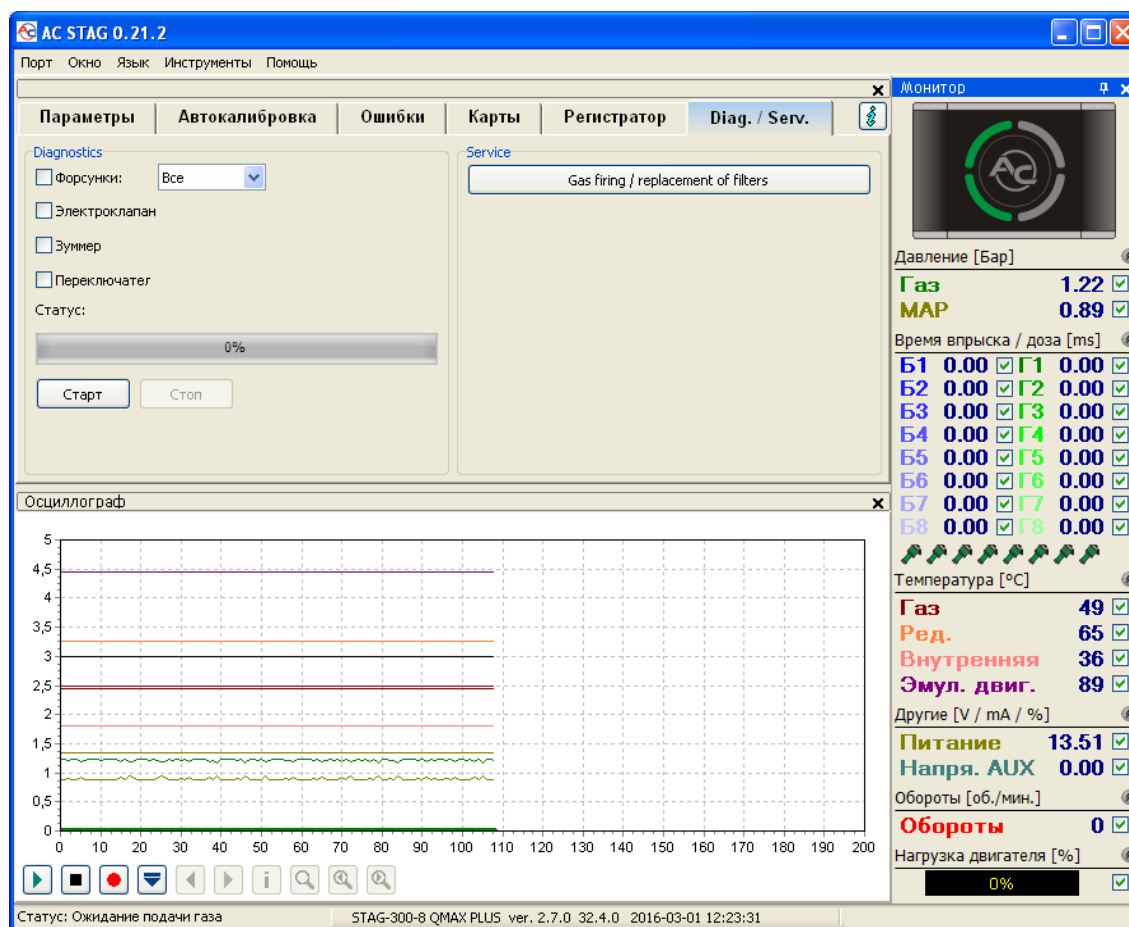 AC STAG 0.21.2
Порт Окно Язык Инструменты Помощь
Параметры Автокалибровка Ошибки Карты Регистратор Diag. / Serv.
Diagnostics
Форсунки: Все
Электроклапан
Зуммер
Переключател
Статус:
0%
Старт Стоп
Service
Gas firing / replacement of filters
Осциллограф
5
4,5
4
3,5
3
2,5
2
1,5
1
0,5
0
0 10 20 30 40 50 60 70 80 90 100 110 120 130 140 150 160 170 180 190 200
Монитор
AC
Давление [Бар]
Газ 1.22
MAP 0.89
Время впрыска / доза [ms]
Б1 0.00 Г1 0.00
Б2 0.00 Г2 0.00
Б3 0.00 Г3 0.00
Б4 0.00 Г4 0.00
Б5 0.00 Г5 0.00
Б6 0.00 Г6 0.00
Б7 0.00 Г7 0.00
Б8 0.00 Г8 0.00
Температура [°C]
Газ 49
Ред. 65
Внутренняя 36
Эмул. двиг. 89
Другие [V / mA / %]
Питание 13.51
Напря. AUX 0.00
Обороты [об./мин.]
Обороты 0
Нагрузка двигателя [%]
0%
Статус: Ожидание подачи газа STAG-300-8 QMAX PLUS ver. 2.7.0 32.4.0 2016-03-01 12:23:31